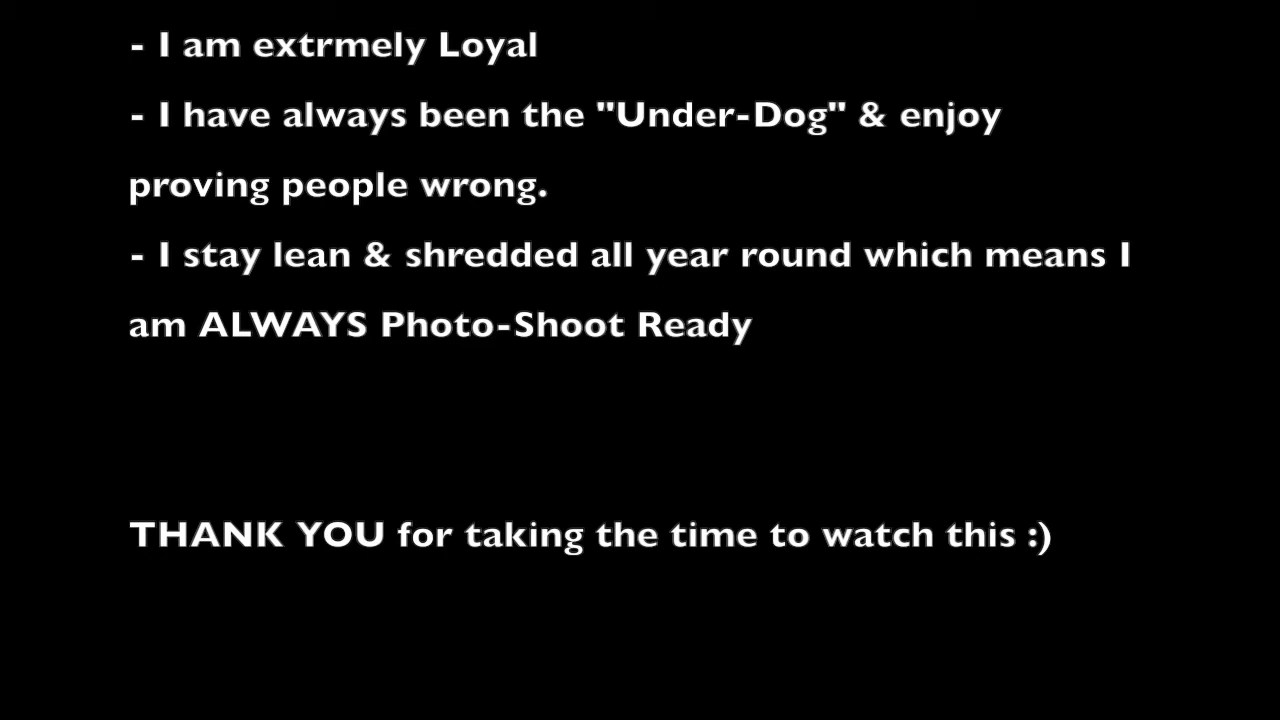 - I am extrmely Loyal
- I have always been the "Under-Dog" & enjoy
proving people wrong.
- I stay lean & shredded all year round which means I
am ALWAYS Photo-Shoot Ready
THANK YOU for taking the time to watch this :)